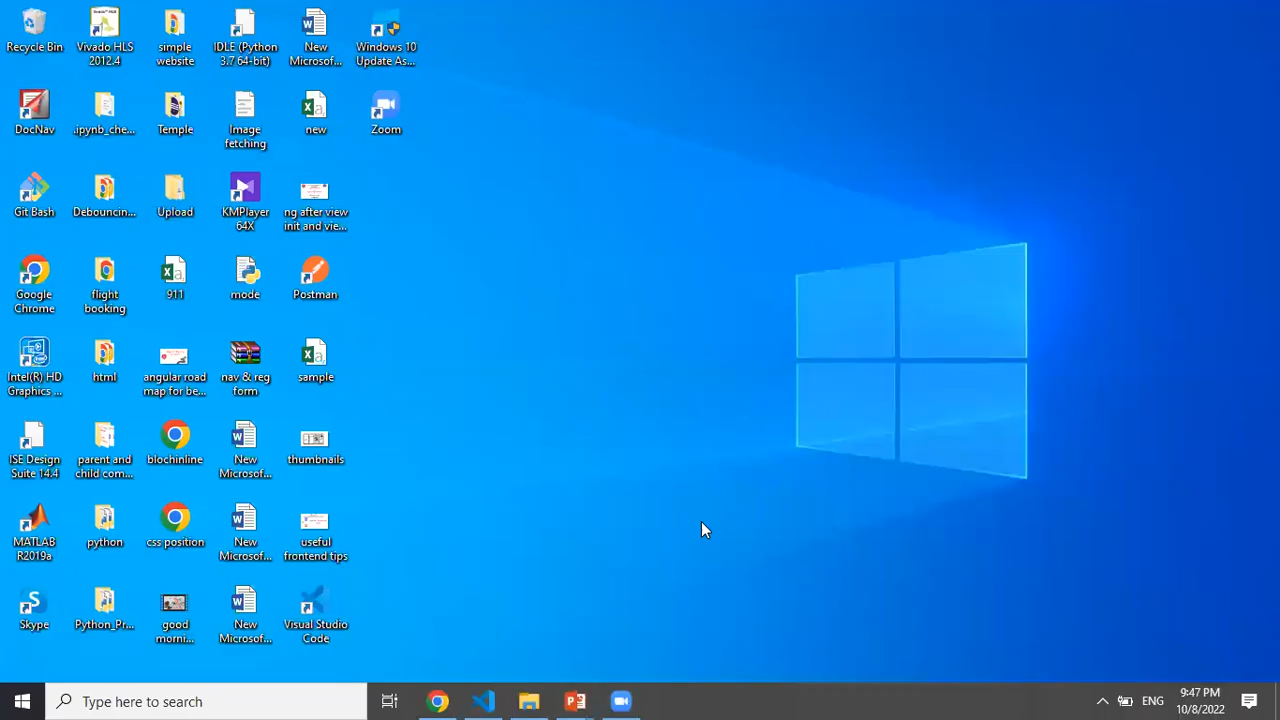 Recycle Bin
Vivado HLS
2012.4
simple
website
IDLE (Python
3.7 64-bit)
New
Microsof...
Windows 10
Update As...
DocNav
.ipynb_che...
Temple
Image
fetching
new
Zoom
Git Bash
Debouncin...
Upload
KMPlayer
64X
ng after view
init and vie...
Google
Chrome
flight
booking
911
mode
Postman
Intel(R) HD
Graphics ...
html
angular road
map for be...
nav & reg
form
sample
ISE Design
Suite 14.4
parent and
child com...
blochinline
New
Microsof...
thumbnails
MATLAB
R2019a
python
css position
New
Microsof...
useful
frontend tips
Skype
Python_Pr...
good
morni...
New
Microsof...
Visual Studio
Code
Type here to search
ENG
9:47 PM
10/8/2022